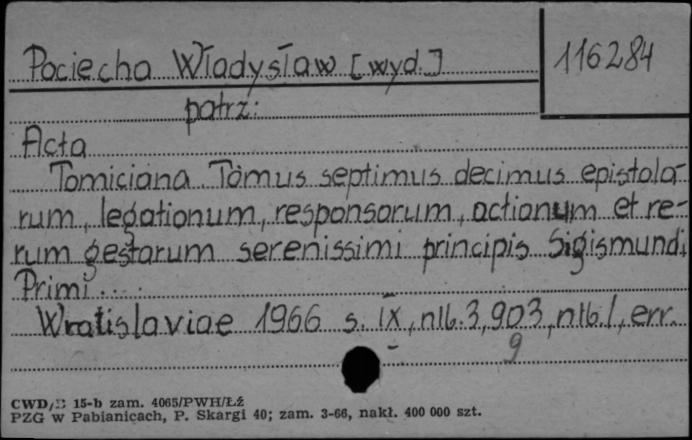 Pociecha Władysław [wyd.]
116284
patrz:
Acta
Tomiciana. Tomus septimus decimus epistola-
rum, legationum, responsorum, actionum et re-
rum gestarum serenissimi principis Sigismundi
Primi...
Wratislaviae 1966 s. IX, nlb. 3, 903, nlb. 1, err.
9
CWD/ 15-b zam. 4065/PWH/Łź
PZG w Pabianicach, P. Skargi 40; zam. 3-66, nakł. 400 000 szt.